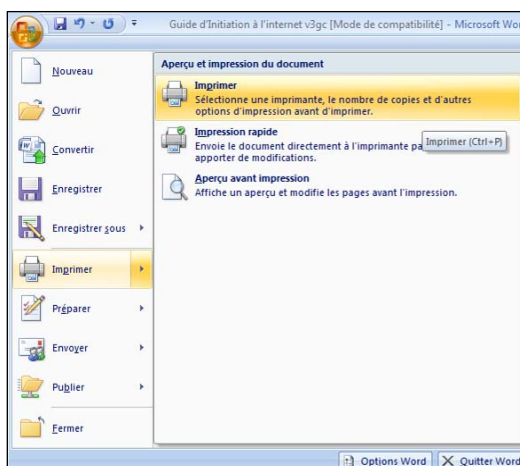 Guide d'Initiation à l'internet v3gc [Mode de compatibilité] - Microsoft Wor
Nouveau
Ouvrir
Convertir
Enregistrer
Enregistrer sous
Imprimer
Préparer
Envoyer
Publier
Fermer
Aperçu et impression du document
Imprimer
Sélectionne une imprimante, le nombre de copies et d'autres
options d'impression avant d'imprimer.
Impression rapide
Envoie le document directement à l'imprimante pa
apporter de modifications.
Imprimer (Ctrl+P)
Aperçu avant impression
Affiche un aperçu et modifie les pages avant l'impression.
Options Word
Quitter Word